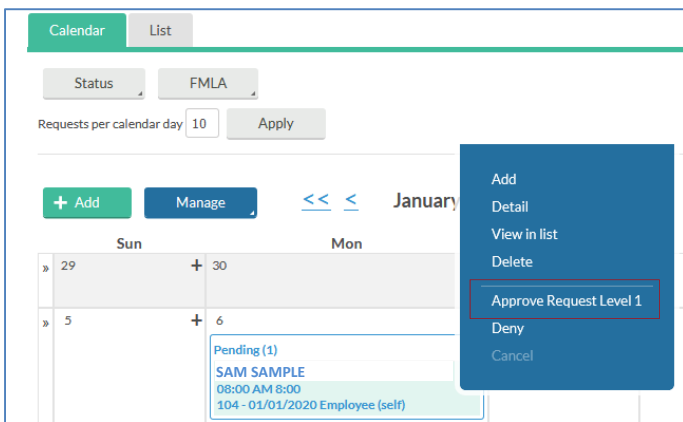 Calendar List
Status FMLA
Requests per calendar day 10 Apply
+ Add Manage << < January
Sun Mon
» 29 + 30
» 5 + 6
Pending (1)
SAM SAMPLE
08:00 AM 8:00
104 - 01/01/2020 Employee (self)
Add
Detail
View in list
Delete
Approve Request Level 1
Deny
Cancel